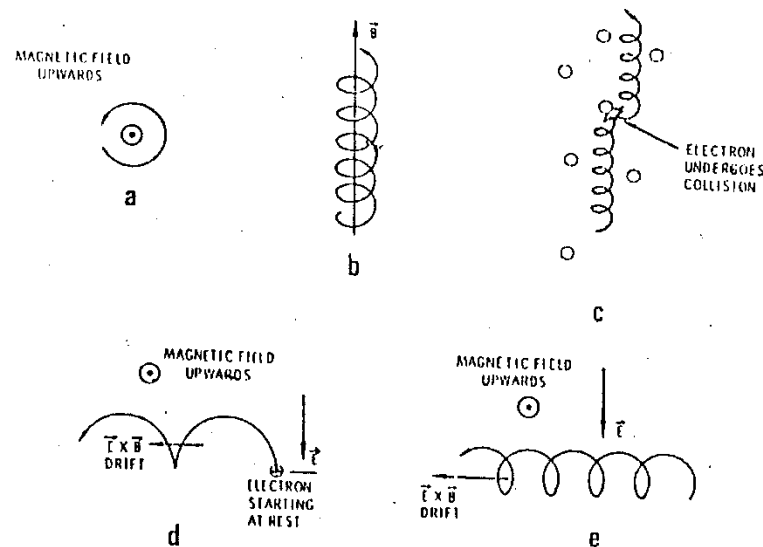 MAGNETIC FIELD
UPWARDS
a
B
b
ELECTRON
UNDERGOES
COLLISION
c
MAGNETIC FIELD
UPWARDS
E X B
DRIFT
E
ELECTRON
STARTING
AT REST
d
MAGNETIC FIELD
UPWARDS
E
E X B
DRIFT
e